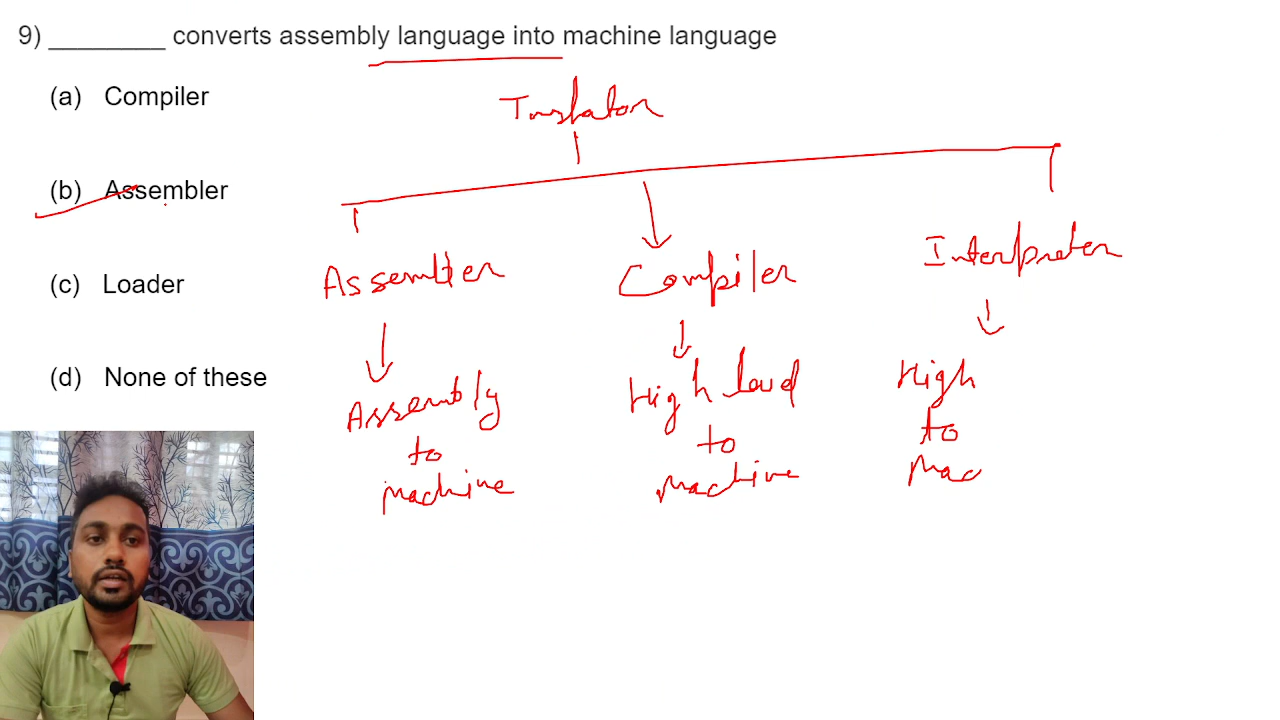 9) ________ converts assembly language into machine language
(a) Compiler
(b) Assembler
(c) Loader
(d) None of these
Translator
Assembler
Compiler
Interpreter
Assembly
to
machine
High level
to
machine
High
to
Mac